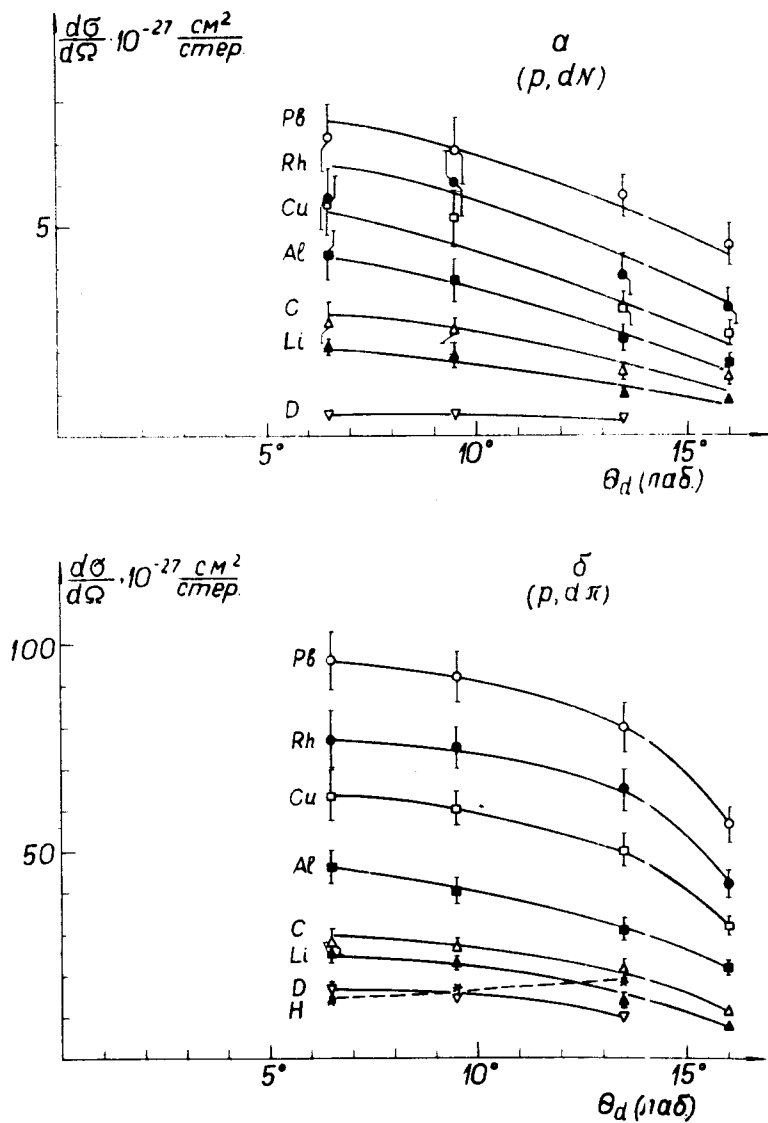 dσ/dΩ · 10⁻²⁷ см²/стер.
а
(p, dN)
Pb
Rh
Cu
Al
C
Li
D
5
5° 10° 15°
Θd (лаб.)
dσ/dΩ · 10⁻²⁷ см²/стер.
б
(p, dπ)
100
Pb
Rh
Cu
50
Al
C
Li
D
H
5° 10° 15°
Θd (лаб.)